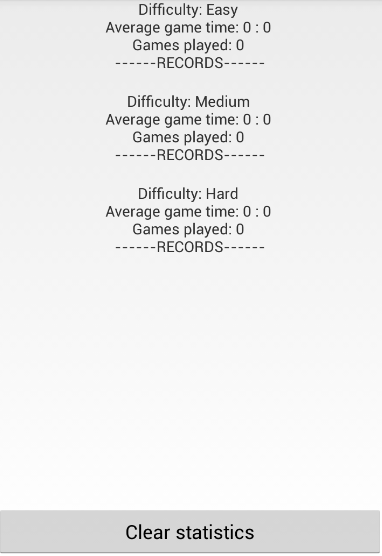 Difficulty: Easy
Average game time: 0 : 0
Games played: 0
------RECORDS------
Difficulty: Medium
Average game time: 0 : 0
Games played: 0
------RECORDS------
Difficulty: Hard
Average game time: 0 : 0
Games played: 0
------RECORDS------
Clear statistics